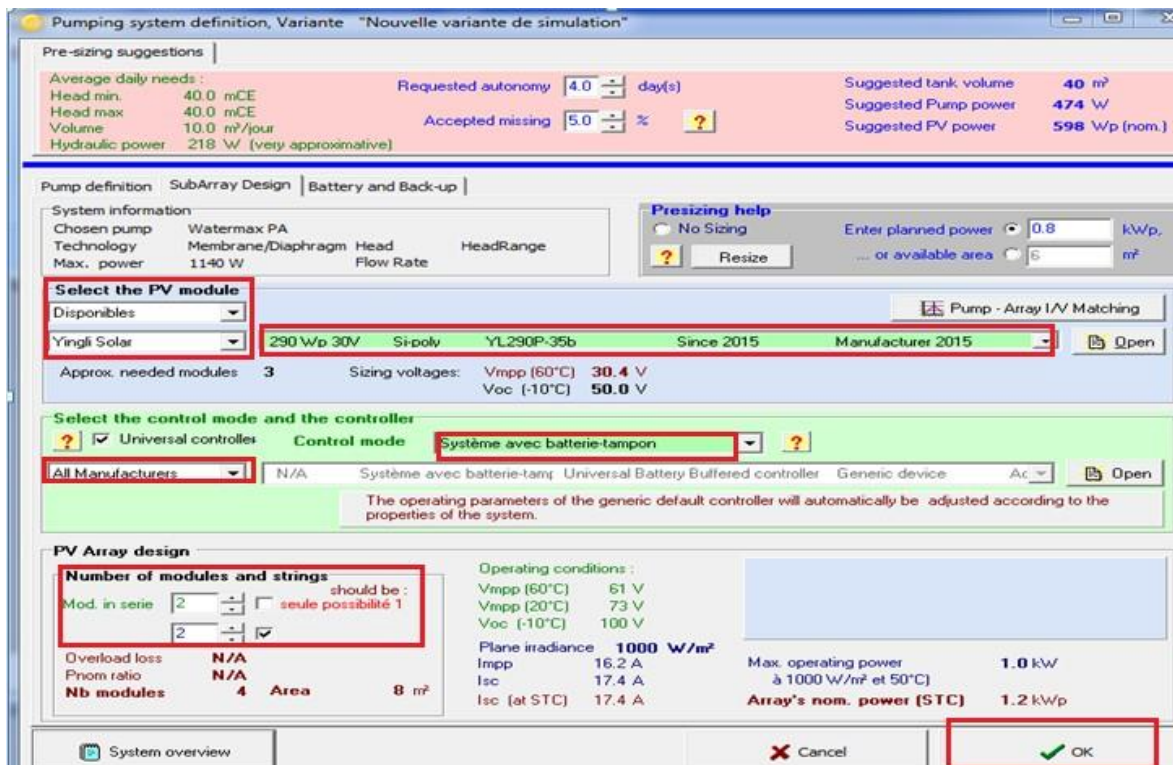 Pumping system definition, Variante "Nouvelle variante de simulation"
Pre-sizing suggestions
Average daily needs :
Head min. 40.0 mCE
Head max 40.0 mCE
Volume 10.0 m³/jour
Hydraulic power 218 W (very approximative)
Requested autonomy 4.0 day(s)
Accepted missing 5.0 % ?
Suggested tank volume 40 m³
Suggested Pump power 474 W
Suggested PV power 598 Wp (nom.)
Pump definition SubArray Design Battery and Back-up
System information
Chosen pump Watermax PA
Technology Membrane/Diaphragm Head HeadRange
Max. power 1140 W Flow Rate
Presizing help
No Sizing Enter planned power 0.8 kWp,
? Resize ... or available area 6 m²
Select the PV module
Disponibles Pump - Array I/V Matching
Yingli Solar 290 Wp 30V Si-poly YL290P-35b Since 2015 Manufacturer 2015 Open
Approx. needed modules 3 Sizing voltages: Vmpp (60°C) 30.4 V
Voc (-10°C) 50.0 V
Select the control mode and the controller
? Universal controller Control mode Système avec batterie-tampon ?
All Manufacturers N/A Système avec batterie-tamp Universal Battery Buffered controller Generic device Ac Open
The operating parameters of the generic default controller will automatically be adjusted according to the
properties of the system.
PV Array design
Number of modules and strings
should be :
Mod. in serie 2 seule possibilité 1
2
Overload loss N/A
Pnom ratio N/A
Nb modules 4 Area 8 m²
Operating conditions :
Vmpp (60°C) 61 V
Vmpp (20°C) 73 V
Voc (-10°C) 100 V
Plane irradiance 1000 W/m²
Impp 16.2 A
Isc 17.4 A
Isc (at STC) 17.4 A
Max. operating power 1.0 kW
à 1000 W/m² et 50°C)
Array's nom. power (STC) 1.2 kWp
System overview Cancel OK